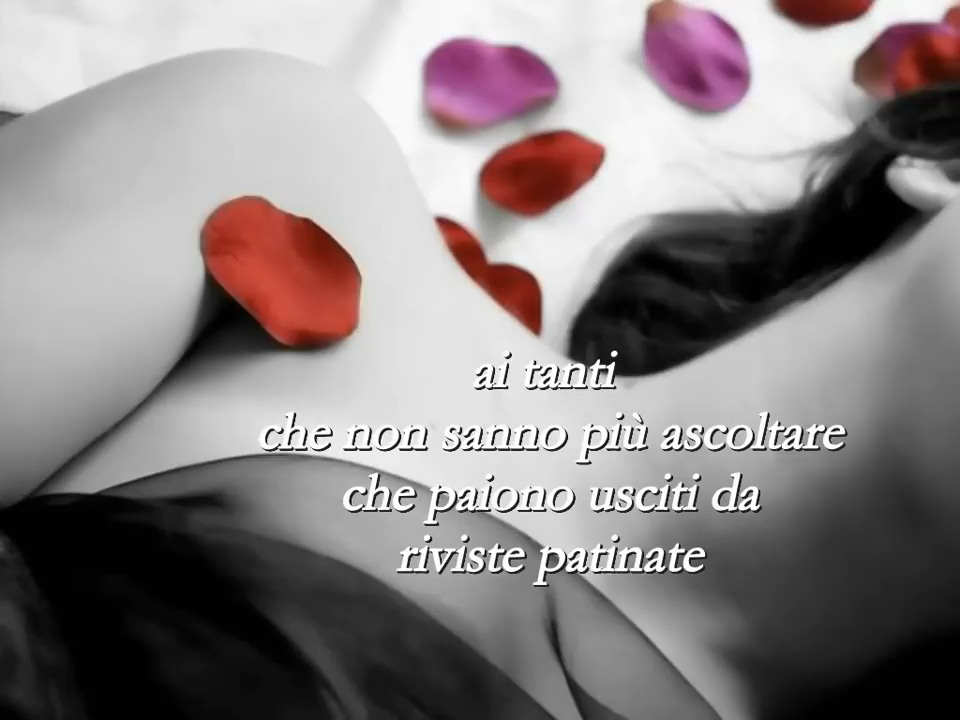 ai tanti
che non sanno più ascoltare
che paiono usciti da
riviste patinate